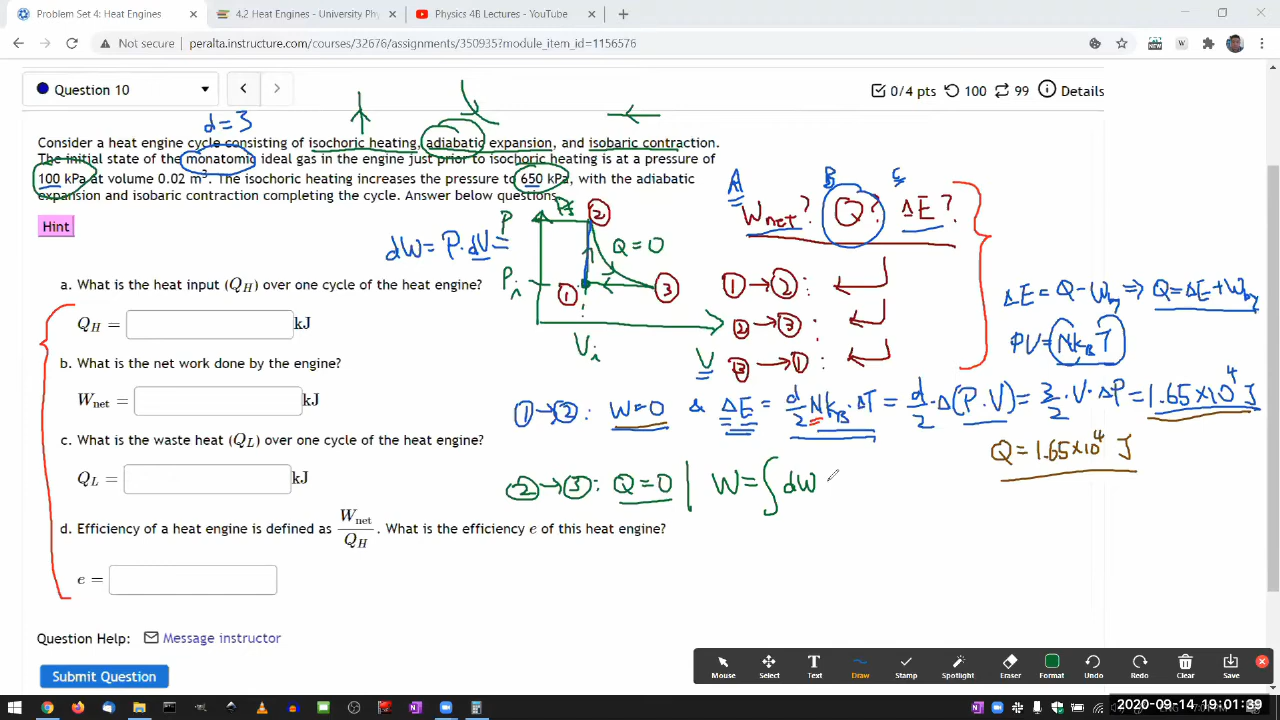 Problem Set 4: Heat Engines
4.2 Heat Engines - University Phy
Physics 4B Lectures - YouTube
Not secure | peralta.instructure.com/courses/32676/assignments/350935?module_item_id=1156576
Question 10
0/4 pts 100 99 Details
d=3
Consider a heat engine cycle consisting of isochoric heating, adiabatic expansion, and isobaric contraction.
The initial state of the monatomic ideal gas in the engine just prior to isochoric heating is at a pressure of
100 kPa at volume 0.02 m³. The isochoric heating increases the pressure to 650 kPa, with the adiabatic
expansion and isobaric contraction completing the cycle. Answer below questions.
Hint
A B C
Wnet? Q? ΔE?
dW = P·dV
P Pf ② Q=0
Pi ① ③
Vi V
①→②:
②→③:
③→①:
ΔE = Q - Wby ⇒ Q = ΔE + Wby
PV = NkBT
a. What is the heat input (QH) over one cycle of the heat engine?
QH = kJ
b. What is the net work done by the engine?
Wnet = kJ
①→②: W=0 & ΔE = d/2 NkB·ΔT = d/2·Δ(P·V) = 3/2·V·ΔP = 1.65×10⁴ J
Q = 1.65×10⁴ J
c. What is the waste heat (QL) over one cycle of the heat engine?
QL = kJ
②→③: Q=0 | W=∫dW
d. Efficiency of a heat engine is defined as Wnet/QH. What is the efficiency e of this heat engine?
e =
Question Help: Message instructor
Submit Question
Mouse Select Text Draw Stamp Spotlight Eraser Format Undo Redo Clear Save
2020-09-14 19:01:39